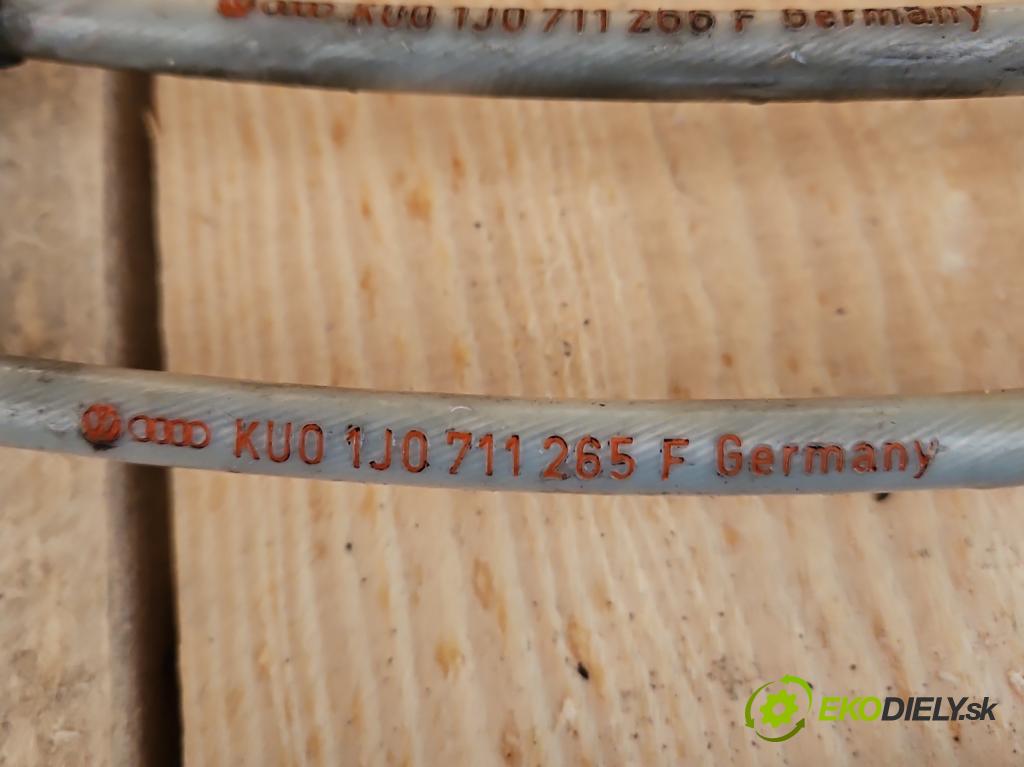 KU0 1J0 711 266 F Germany
KU0 1J0 711 265 F Germany
EKODIELY.sk